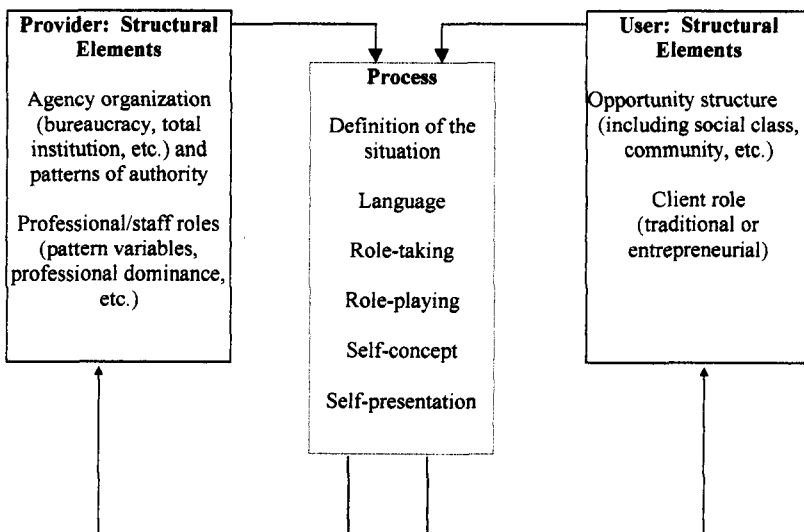 Provider: Structural
Elements
Agency organization
(bureaucracy, total
institution, etc.) and
patterns of authority
Professional/staff roles
(pattern variables,
professional dominance,
etc.)
Process
Definition of the
situation
Language
Role-taking
Role-playing
Self-concept
Self-presentation
User: Structural
Elements
Opportunity structure
(including social class,
community, etc.)
Client role
(traditional or
entrepreneurial)